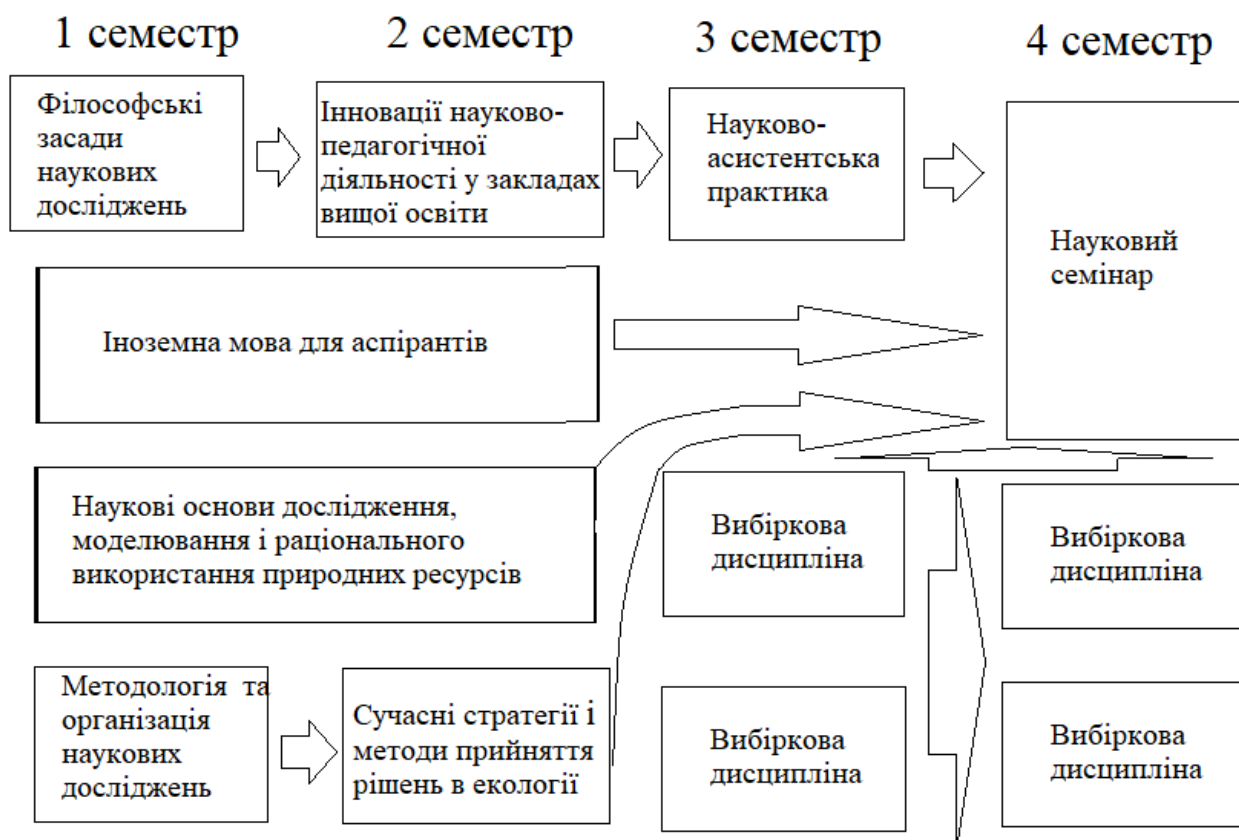 1 семестр
2 семестр
3 семестр
4 семестр
Філософські
засади
наукових
досліджень
Інновації науково-
педагогічної
діяльності у закладах
вищої освіти
Науково-
асистентська
практика
Науковий
семінар
Іноземна мова для аспірантів
Наукові основи дослідження,
моделювання і раціонального
використання природних ресурсів
Вибіркова
дисципліна
Вибіркова
дисципліна
Методологія та
організація
наукових
досліджень
Сучасні стратегії і
методи прийняття
рішень в екології
Вибіркова
дисципліна
Вибіркова
дисципліна